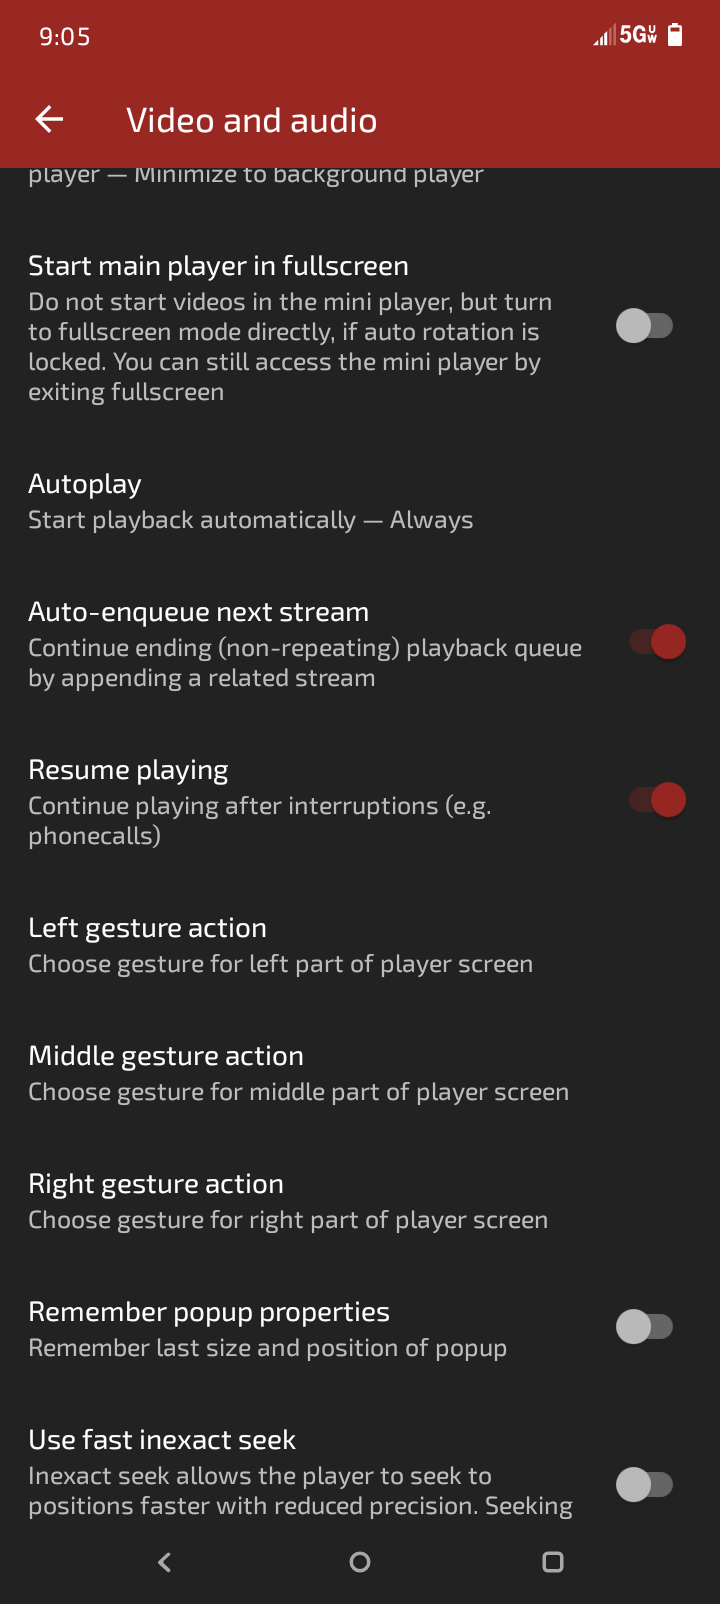 9:05
5G UW
Video and audio
player — Minimize to background player
Start main player in fullscreen
Do not start videos in the mini player, but turn
to fullscreen mode directly, if auto rotation is
locked. You can still access the mini player by
exiting fullscreen
Autoplay
Start playback automatically — Always
Auto-enqueue next stream
Continue ending (non-repeating) playback queue
by appending a related stream
Resume playing
Continue playing after interruptions (e.g.
phonecalls)
Left gesture action
Choose gesture for left part of player screen
Middle gesture action
Choose gesture for middle part of player screen
Right gesture action
Choose gesture for right part of player screen
Remember popup properties
Remember last size and position of popup
Use fast inexact seek
Inexact seek allows the player to seek to
positions faster with reduced precision. Seeking